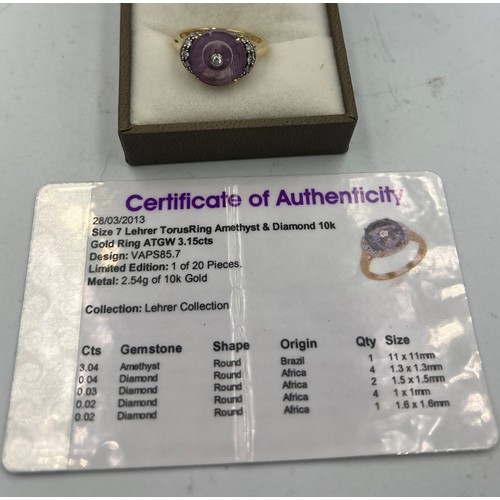 Certificate of Authenticity
28/03/2013
Size 7 Lehrer TorusRing Amethyst & Diamond 10k
Gold Ring ATGW 3.15cts
Design: VAPS85.7
Limited Edition: 1 of 20 Pieces.
Metal: 2.54g of 10k Gold
Collection: Lehrer Collection
Cts Gemstone Shape Origin Qty Size
3.04 Amethyst Round Brazil 1 11 x 11mm
0.04 Diamond Round Africa 4 1.3 x 1.3mm
0.03 Diamond Round Africa 2 1.5 x 1.5mm
0.02 Diamond Round Africa 4 1 x 1mm
0.02 Diamond Round Africa 1 1.6 x 1.6mm